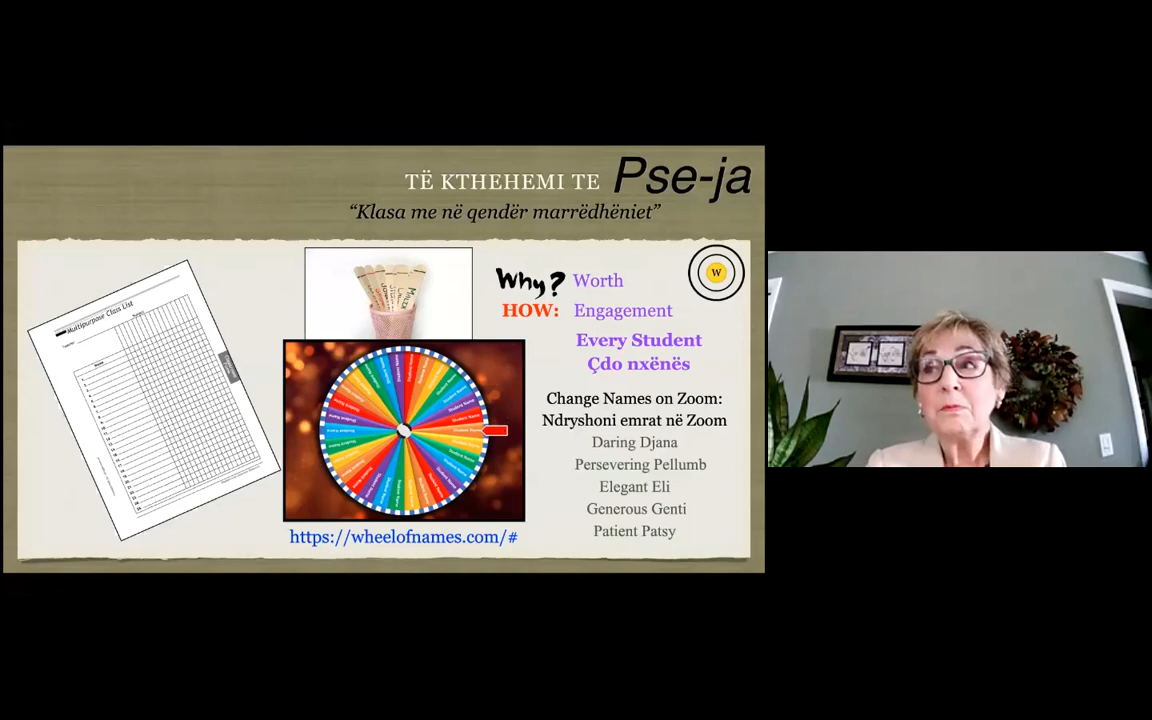 TË KTHEHEMI TE Pse-ja
“Klasa me në qendër marrëdhëniet”
Multipurpose Class List
Why? Worth
HOW: Engagement
Every Student
Çdo nxënës
W
Change Names on Zoom:
Ndryshoni emrat në Zoom
Daring Djana
Persevering Pellumb
Elegant Eli
Generous Genti
Patient Patsy
Student Name
https://wheelofnames.com/#